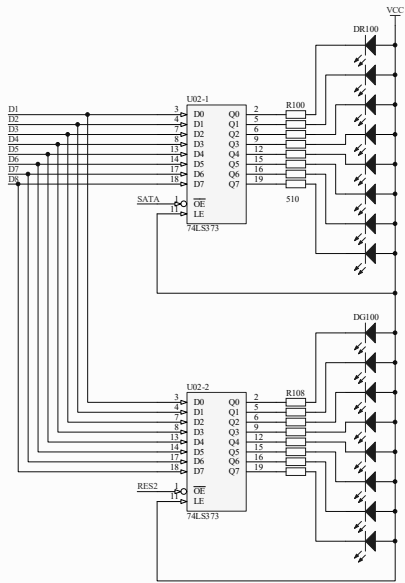 VCC
DR100
U02-1
R100
D1
D2
D3
D4
D5
D6
D7
D8
3 D0 Q0 2
4 D1 Q1 5
7 D2 Q2 6
8 D3 Q3 9
13 D4 Q4 12
14 D5 Q5 15
17 D6 Q6 16
18 D7 Q7 19
510
SATA 1 OE
11 LE
74LS373
DG100
U02-2
R108
3 D0 Q0 2
4 D1 Q1 5
7 D2 Q2 6
8 D3 Q3 9
13 D4 Q4 12
14 D5 Q5 15
17 D6 Q6 16
18 D7 Q7 19
RES2 1 OE
11 LE
74LS373